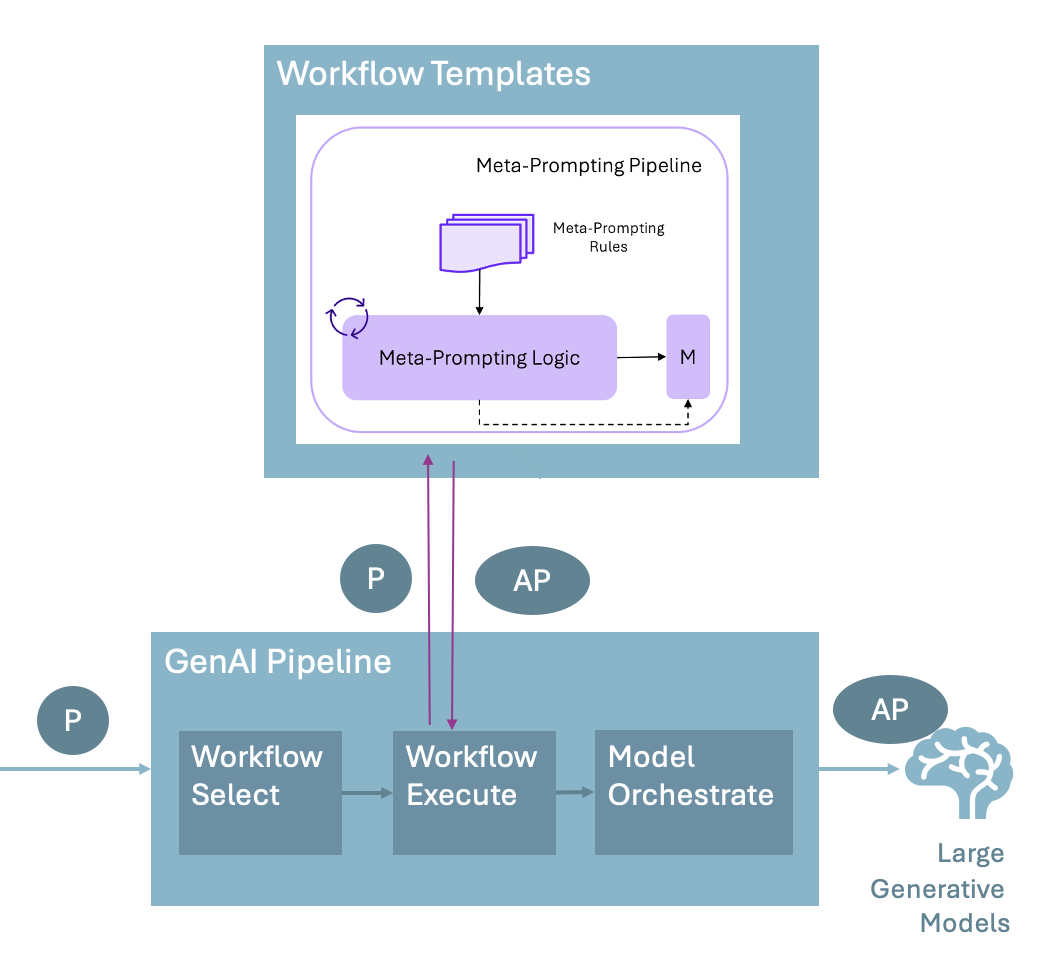 Workflow Templates
Meta-Prompting Pipeline
Meta-Prompting
Rules
Meta-Prompting Logic
M
P
AP
GenAI Pipeline
P
AP
Workflow
Select
Workflow
Execute
Model
Orchestrate
Large
Generative
Models